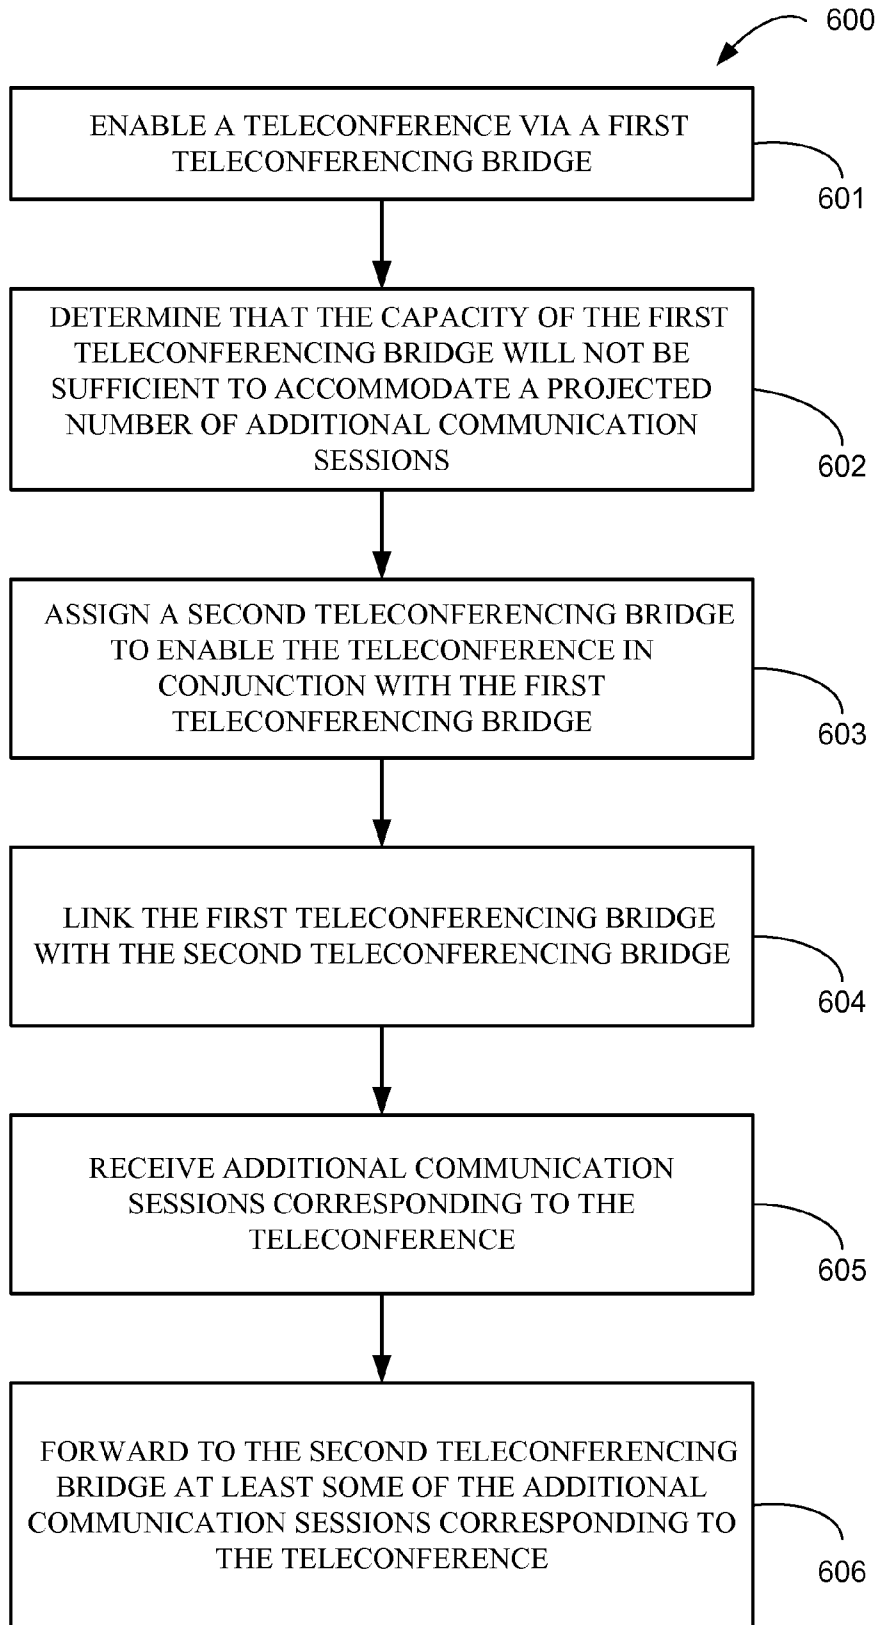 600
ENABLE A TELECONFERENCE VIA A FIRST
TELECONFERENCING BRIDGE
601
DETERMINE THAT THE CAPACITY OF THE FIRST
TELECONFERENCING BRIDGE WILL NOT BE
SUFFICIENT TO ACCOMMODATE A PROJECTED
NUMBER OF ADDITIONAL COMMUNICATION
SESSIONS
602
ASSIGN A SECOND TELECONFERENCING BRIDGE
TO ENABLE THE TELECONFERENCE IN
CONJUNCTION WITH THE FIRST
TELECONFERENCING BRIDGE
603
LINK THE FIRST TELECONFERENCING BRIDGE
WITH THE SECOND TELECONFERENCING BRIDGE
604
RECEIVE ADDITIONAL COMMUNICATION
SESSIONS CORRESPONDING TO THE
TELECONFERENCE
605
FORWARD TO THE SECOND TELECONFERENCING
BRIDGE AT LEAST SOME OF THE ADDITIONAL
COMMUNICATION SESSIONS CORRESPONDING TO
THE TELECONFERENCE
606